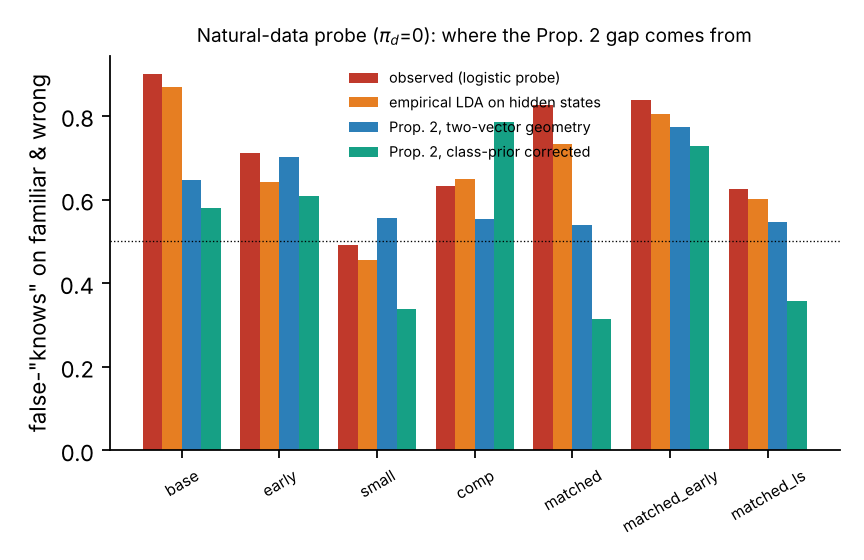 Natural-data probe (π_d=0): where the Prop. 2 gap comes from
observed (logistic probe)
empirical LDA on hidden states
Prop. 2, two-vector geometry
Prop. 2, class-prior corrected
false-"knows" on familiar & wrong
0.8
0.6
0.4
0.2
0.0
base
early
small
comp
matched
matched_early
matched_ls